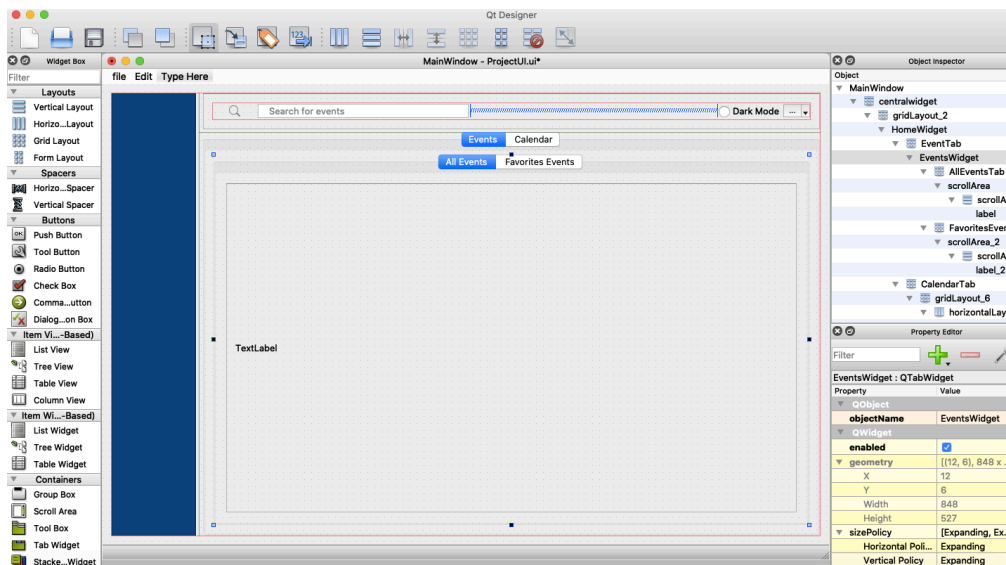 Qt Designer
Widget Box
MainWindow - ProjectUI.ui*
Object Inspector
Filter
file Edit Type Here
Object
Layouts
Vertical Layout
Horizo...Layout
Grid Layout
Form Layout
Spacers
Horizo...Spacer
Vertical Spacer
Buttons
Push Button
Tool Button
Radio Button
Check Box
Comma...utton
Dialog...on Box
Item Vi...-Based)
List View
Tree View
Table View
Column View
Item Wi...-Based)
List Widget
Tree Widget
Table Widget
Containers
Group Box
Scroll Area
Tool Box
Tab Widget
Stacke...Widget
Search for events
Dark Mode ...
Events Calendar
All Events Favorites Events
TextLabel
MainWindow
centralwidget
gridLayout_2
HomeWidget
EventTab
EventsWidget
AllEventsTab
scrollArea
scrollA
label
FavoritesEver
scrollArea_2
scrollA
label_2
CalendarTab
gridLayout_6
horizontalLay
Property Editor
Filter
EventsWidget : QTabWidget
Property Value
QObject
objectName EventsWidget
QWidget
enabled
geometry [(12, 6), 848 x ...
X 12
Y 6
Width 848
Height 527
sizePolicy [Expanding, Ex...
Horizontal Poli... Expanding
Vertical Policy Expanding